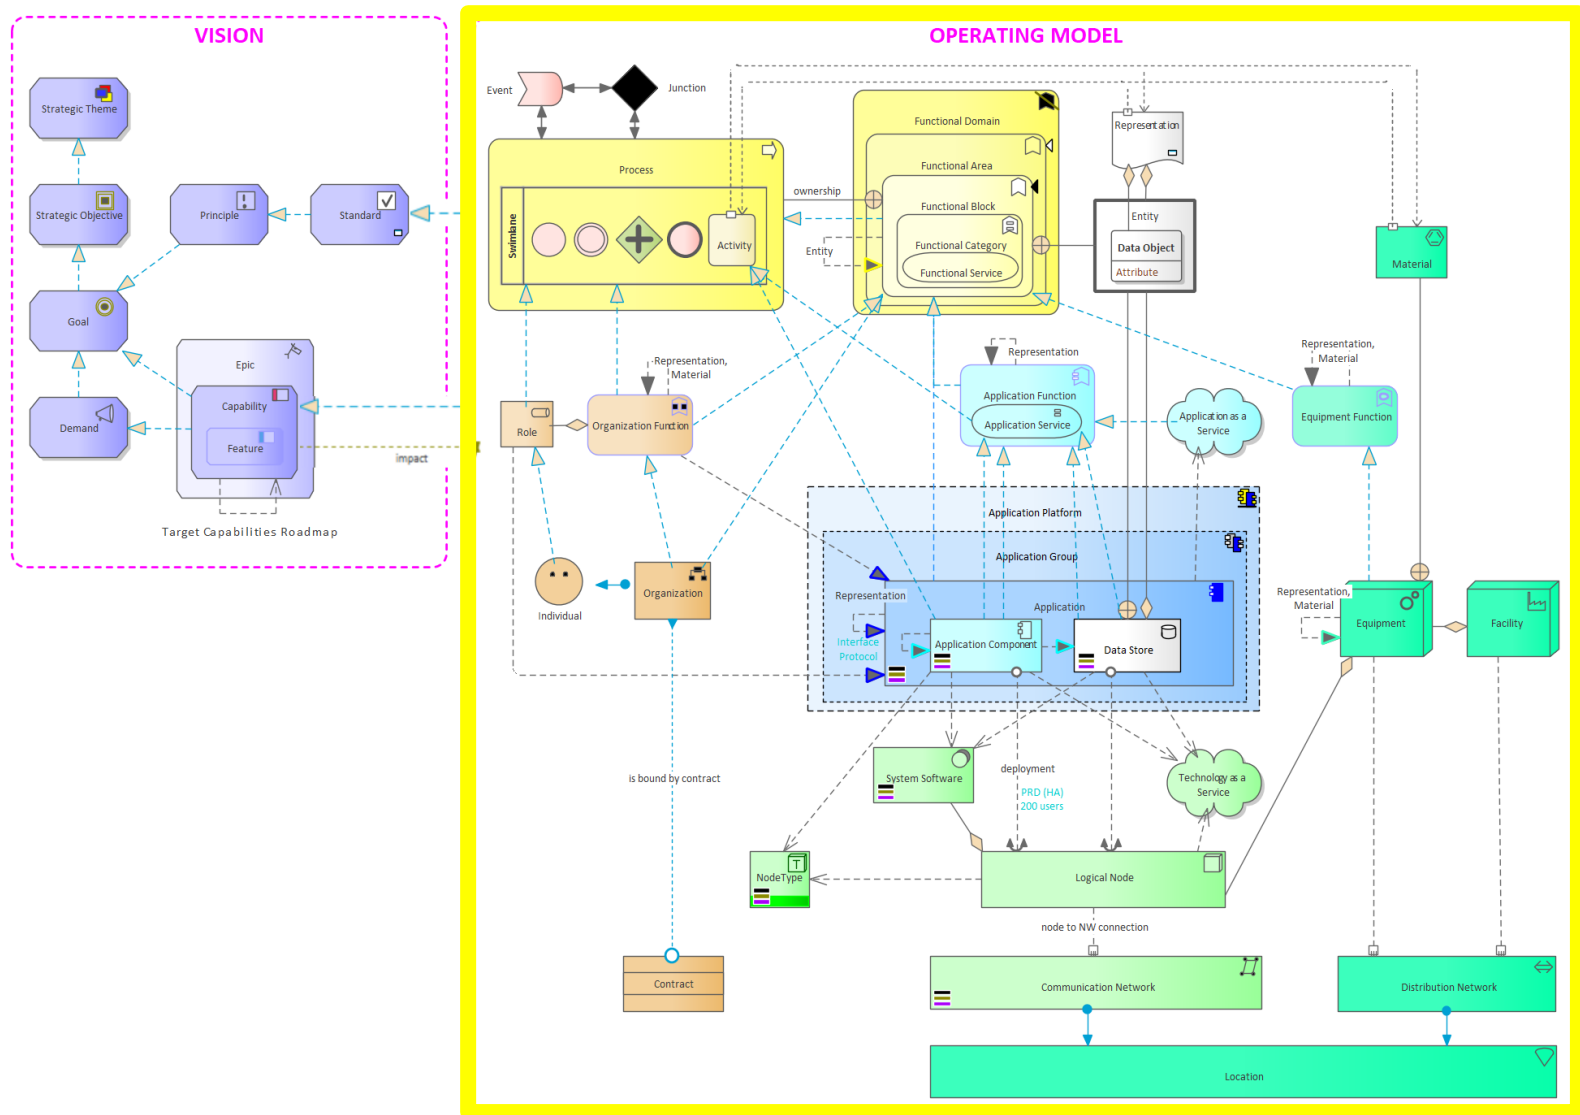 VISION
OPERATING MODEL
Strategic Theme
Strategic Objective
Principle
Standard
Goal
Epic
Capability
Feature
Demand
impact
Target Capabilities Roadmap
Event
Junction
Process
Swimlane
Activity
ownership
Entity
Functional Domain
Functional Area
Functional Block
Functional Category
Functional Service
Representation
Entity
Data Object
Attribute
Material
Representation,
Material
Role
Organization Function
Representation
Application Function
Application Service
Application as a
Service
Representation,
Material
Equipment Function
Individual
Organization
Application Platform
Application Group
Representation
Application
Interface
Protocol
Application Component
Data Store
Representation,
Material
Equipment
Facility
is bound by contract
System Software
deployment
PRD (HA)
200 users
Technology as a
Service
T
NodeType
Logical Node
node to NW connection
Contract
Communication Network
Distribution Network
Location